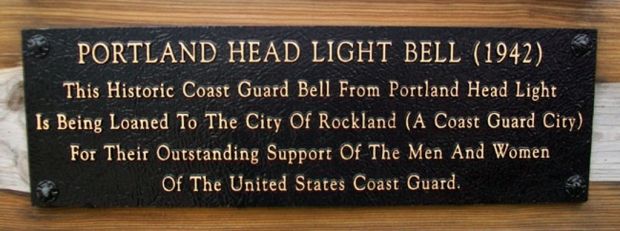 PORTLAND HEAD LIGHT BELL (1942)
This Historic Coast Guard Bell From Portland Head Light
Is Being Loaned To The City Of Rockland (A Coast Guard City)
For Their Outstanding Support Of The Men And Women
Of The United States Coast Guard.